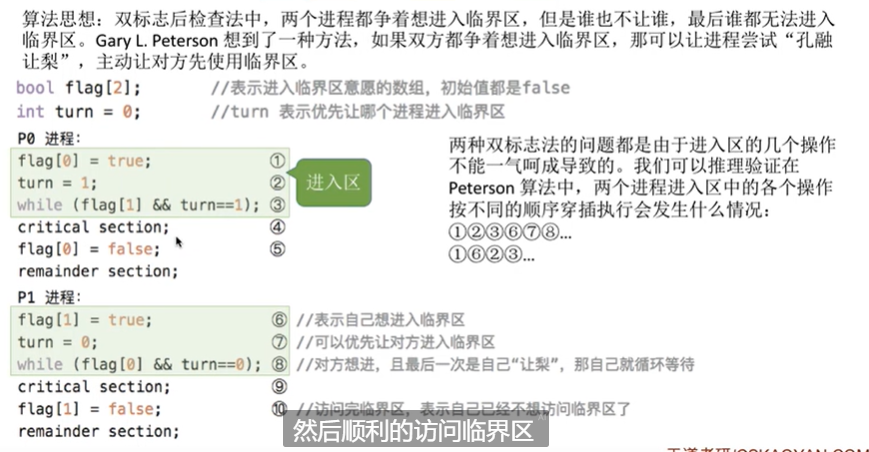 算法思想：双标志后检查法中，两个进程都争着想进入临界区，但是谁也不让谁，最后谁都无法进入
临界区。Gary L. Peterson 想到了一种方法，如果双方都争着想进入临界区，那可以让进程尝试“孔融
让梨”，主动让对方先使用临界区。
bool flag[2]; //表示进入临界区意愿的数组，初始值都是false
int turn = 0; //turn 表示优先让哪个进程进入临界区
P0 进程：
flag[0] = true; ①
turn = 1; ②
while (flag[1] && turn==1); ③
critical section; ④
flag[0] = false; ⑤
remainder section;
进入区
两种双标志法的问题都是由于进入区的几个操作
不能一气呵成导致的。我们可以推理验证在
Peterson 算法中，两个进程进入区中的各个操作
按不同的顺序穿插执行会发生什么情况：
①②③⑥⑦⑧...
①⑥②③...
P1 进程：
flag[1] = true; ⑥ //表示自己想进入临界区
turn = 0; ⑦ //可以优先让对方进入临界区
while (flag[0] && turn==0); ⑧ //对方想进，且最后一次是自己“让梨”，那自己就循环等待
critical section; ⑨
flag[1] = false; ⑩ //访问完临界区，表示自己已经不想访问临界区了
remainder section;
然后顺利的访问临界区